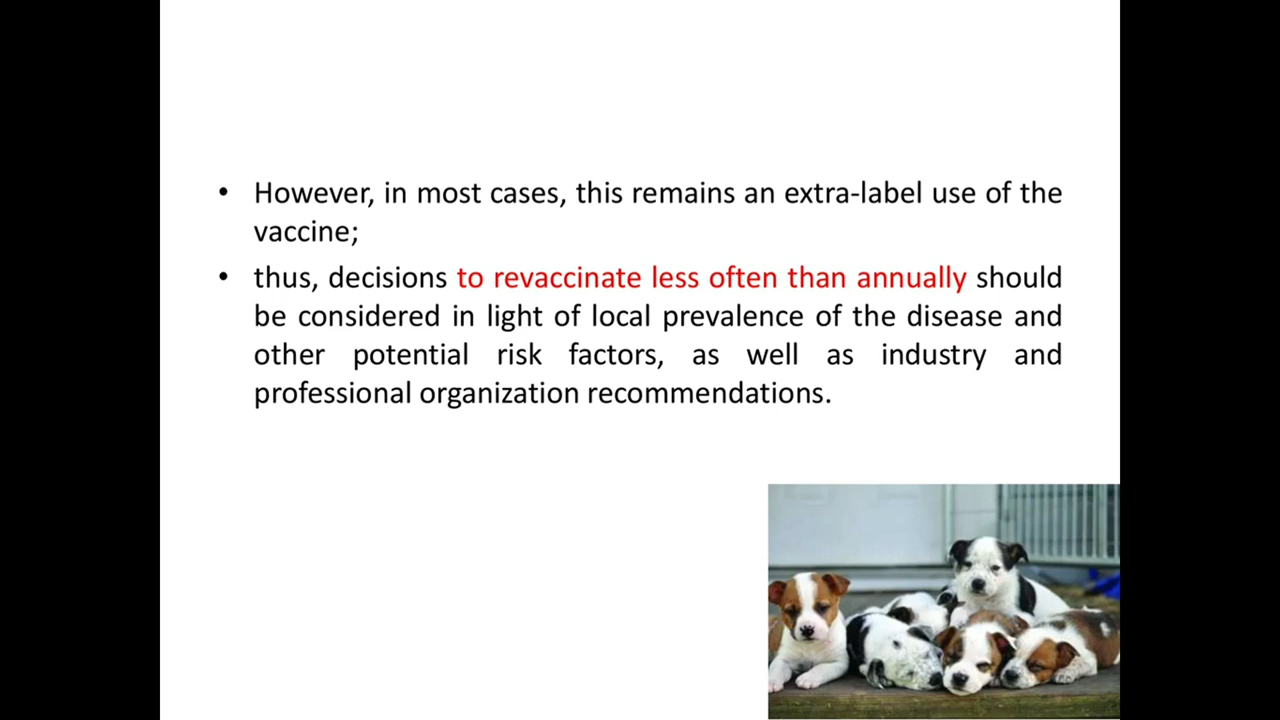 • However, in most cases, this remains an extra-label use of the
vaccine;
• thus, decisions to revaccinate less often than annually should
be considered in light of local prevalence of the disease and
other potential risk factors, as well as industry and
professional organization recommendations.